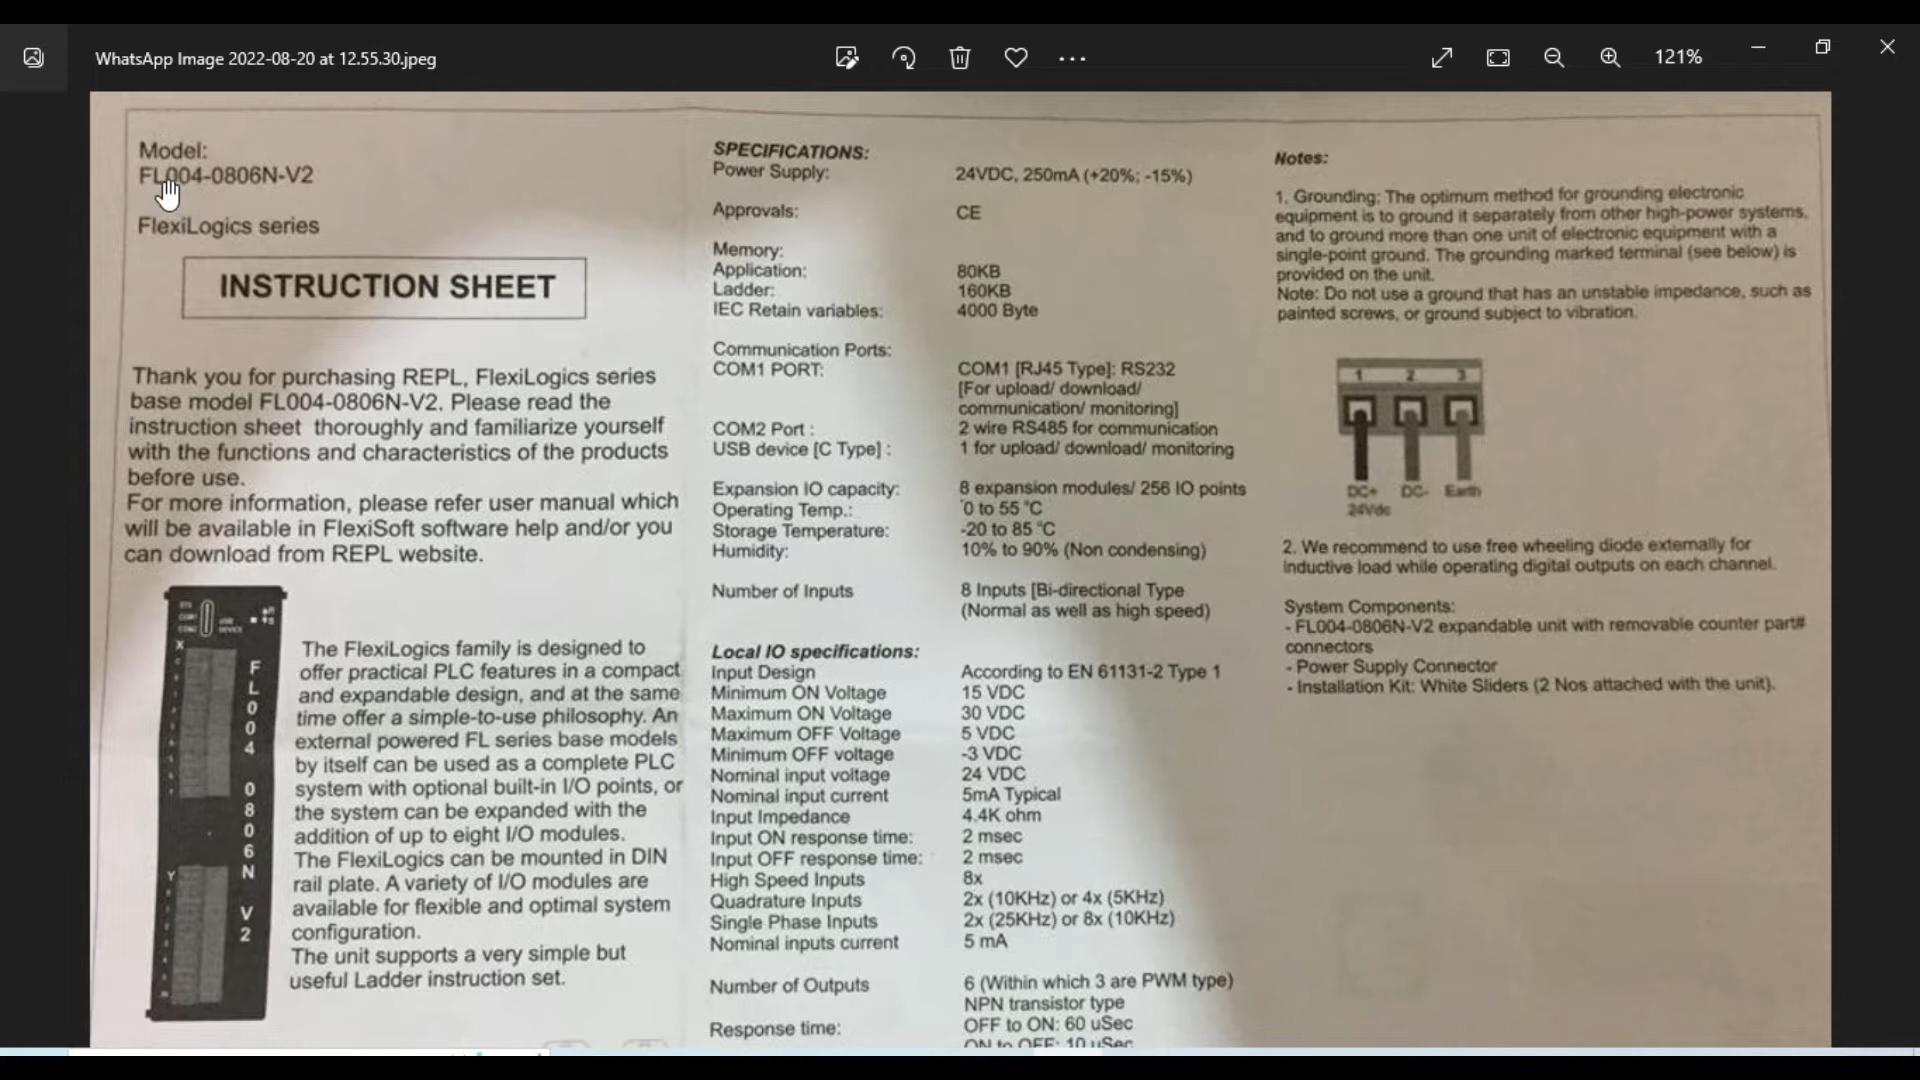 WhatsApp Image 2022-08-20 at 12.55.30.jpeg
121%
Model:
FL004-0806N-V2
FlexiLogics series
INSTRUCTION SHEET
Thank you for purchasing REPL, FlexiLogics series
base model FL004-0806N-V2. Please read the
instruction sheet thoroughly and familiarize yourself
with the functions and characteristics of the products
before use.
For more information, please refer user manual which
will be available in FlexiSoft software help and/or you
can download from REPL website.
X
Y
FL004 0806N V2
The FlexiLogics family is designed to
offer practical PLC features in a compact
and expandable design, and at the same
time offer a simple-to-use philosophy. An
external powered FL series base models
by itself can be used as a complete PLC
system with optional built-in I/O points, or
the system can be expanded with the
addition of up to eight I/O modules.
The FlexiLogics can be mounted in DIN
rail plate. A variety of I/O modules are
available for flexible and optimal system
configuration.
The unit supports a very simple but
useful Ladder instruction set.
SPECIFICATIONS:
Power Supply: 24VDC, 250mA (+20%; -15%)
Approvals: CE
Memory:
Application: 80KB
Ladder: 160KB
IEC Retain variables: 4000 Byte
Communication Ports:
COM1 PORT: COM1 [RJ45 Type]: RS232
[For upload/ download/
communication/ monitoring]
COM2 Port : 2 wire RS485 for communication
USB device [C Type] : 1 for upload/ download/ monitoring
Expansion IO capacity: 8 expansion modules/ 256 IO points
Operating Temp.: 0 to 55 °C
Storage Temperature: -20 to 85 °C
Humidity: 10% to 90% (Non condensing)
Number of Inputs 8 Inputs [Bi-directional Type
(Normal as well as high speed)
Local IO specifications:
Input Design According to EN 61131-2 Type 1
Minimum ON Voltage 15 VDC
Maximum ON Voltage 30 VDC
Maximum OFF Voltage 5 VDC
Minimum OFF voltage -3 VDC
Nominal input voltage 24 VDC
Nominal input current 5mA Typical
Input Impedance 4.4K ohm
Input ON response time: 2 msec
Input OFF response time: 2 msec
High Speed Inputs 8x
Quadrature Inputs 2x (10KHz) or 4x (5KHz)
Single Phase Inputs 2x (25KHz) or 8x (10KHz)
Nominal inputs current 5 mA
Number of Outputs 6 (Within which 3 are PWM type)
NPN transistor type
Response time: OFF to ON: 60 uSec
ON to OFF: 10 uSec
Notes:
1. Grounding: The optimum method for grounding electronic
equipment is to ground it separately from other high-power systems,
and to ground more than one unit of electronic equipment with a
single-point ground. The grounding marked terminal (see below) is
provided on the unit.
Note: Do not use a ground that has an unstable impedance, such as
painted screws, or ground subject to vibration.
1 2 3
DC+ DC- Earth
24Vdc
2. We recommend to use free wheeling diode externally for
inductive load while operating digital outputs on each channel.
System Components:
- FL004-0806N-V2 expandable unit with removable counter part#
connectors
- Power Supply Connector
- Installation Kit: White Sliders (2 Nos attached with the unit).